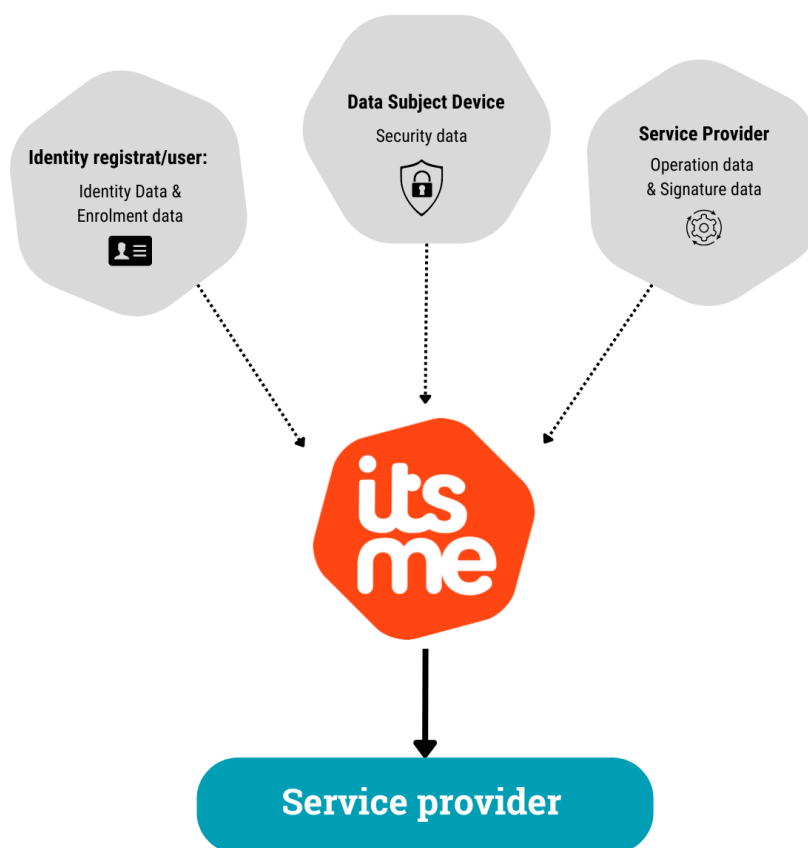 Identity registrat/user:
Identity Data &
Enrolment data
Data Subject Device
Security data
Service Provider
Operation data
& Signature data
its
me
Service provider